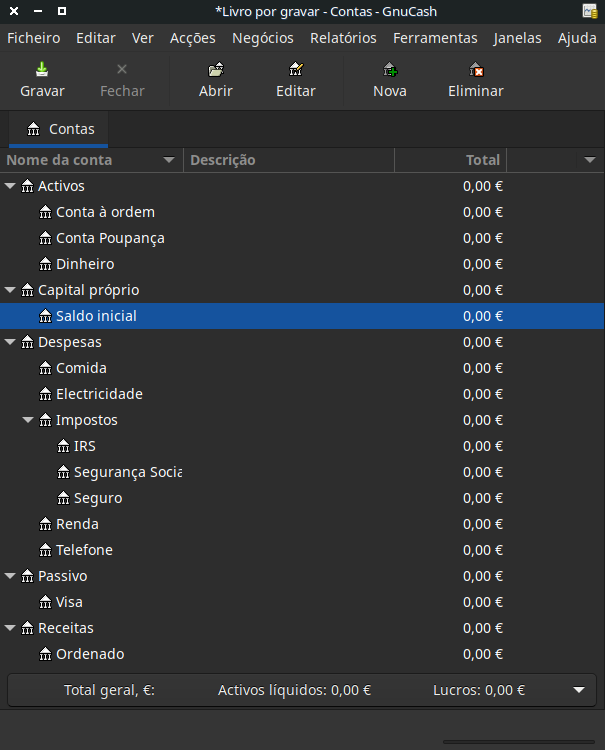 *Livro por gravar - Contas - GnuCash
Ficheiro Editar Ver Acções Negócios Relatórios Ferramentas Janelas Ajuda
Gravar Fechar Abrir Editar Nova Eliminar
Contas
Nome da conta Descrição Total
Activos 0,00 €
Conta à ordem 0,00 €
Conta Poupança 0,00 €
Dinheiro 0,00 €
Capital próprio 0,00 €
Saldo inicial 0,00 €
Despesas 0,00 €
Comida 0,00 €
Electricidade 0,00 €
Impostos 0,00 €
IRS 0,00 €
Segurança Socia 0,00 €
Seguro 0,00 €
Renda 0,00 €
Telefone 0,00 €
Passivo 0,00 €
Visa 0,00 €
Receitas 0,00 €
Ordenado 0,00 €
Total geral, €: Activos líquidos: 0,00 € Lucros: 0,00 €